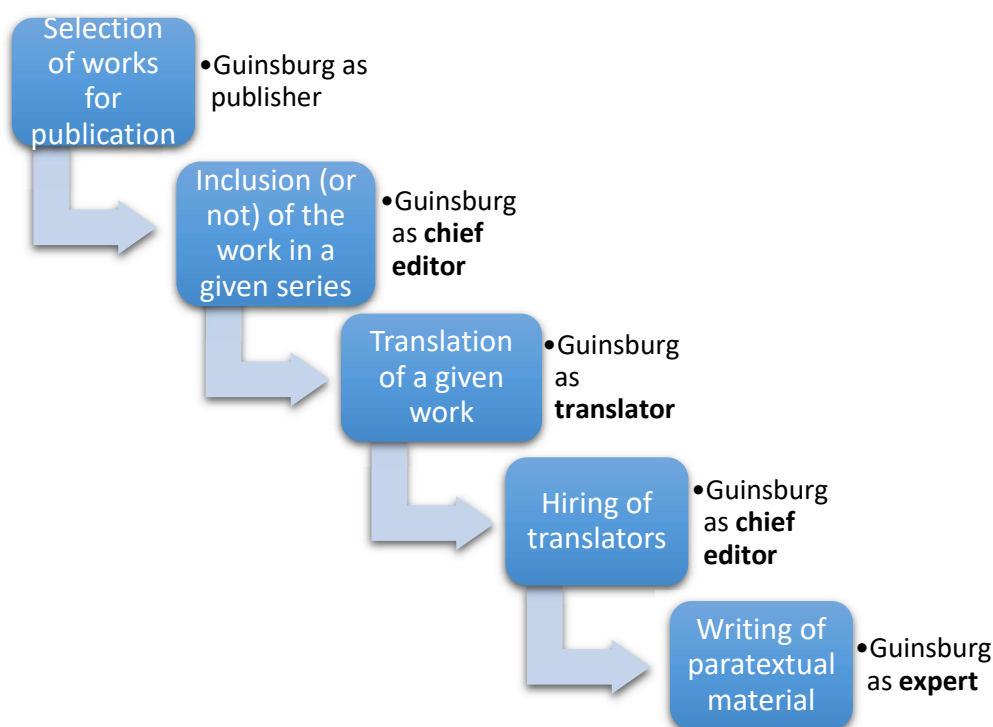 Selection
of works
for
publication
•Guinsburg as
publisher
Inclusion (or
not) of the
work in a
given series
•Guinsburg
as chief
editor
Translation
of a given
work
•Guinsburg
as
translator
Hiring of
translators
•Guinsburg
as chief
editor
Writing of
paratextual
material
•Guinsburg
as expert